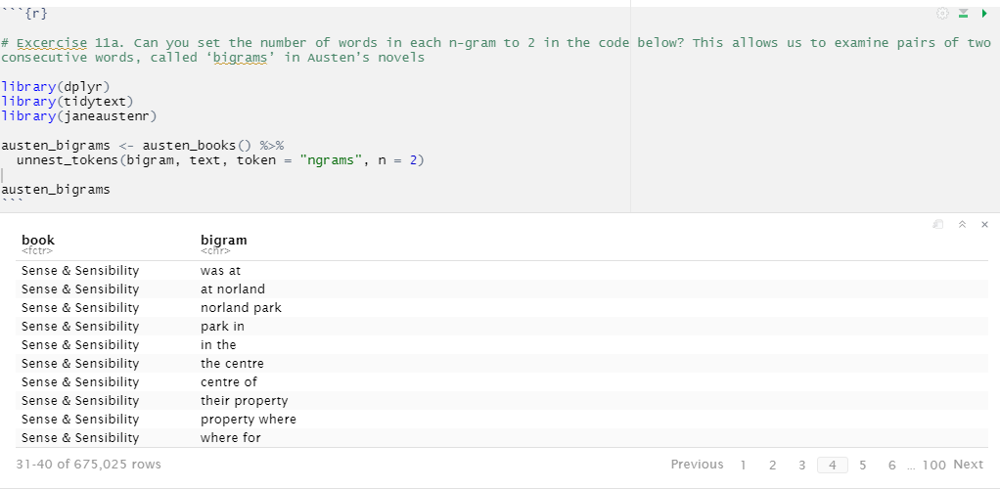 ```{r}
# Excercise 11a. Can you set the number of words in each n-gram to 2 in the code below? This allows us to examine pairs of two
consecutive words, called ‘bigrams’ in Austen’s novels
library(dplyr)
library(tidytext)
library(janeaustenr)
austen_bigrams <- austen_books() %>%
  unnest_tokens(bigram, text, token = "ngrams", n = 2)
austen_bigrams
```
book bigram
<fctr> <chr>
Sense & Sensibility was at
Sense & Sensibility at norland
Sense & Sensibility norland park
Sense & Sensibility park in
Sense & Sensibility in the
Sense & Sensibility the centre
Sense & Sensibility centre of
Sense & Sensibility their property
Sense & Sensibility property where
Sense & Sensibility where for
31-40 of 675,025 rows Previous 1 2 3 4 5 6 ... 100 Next